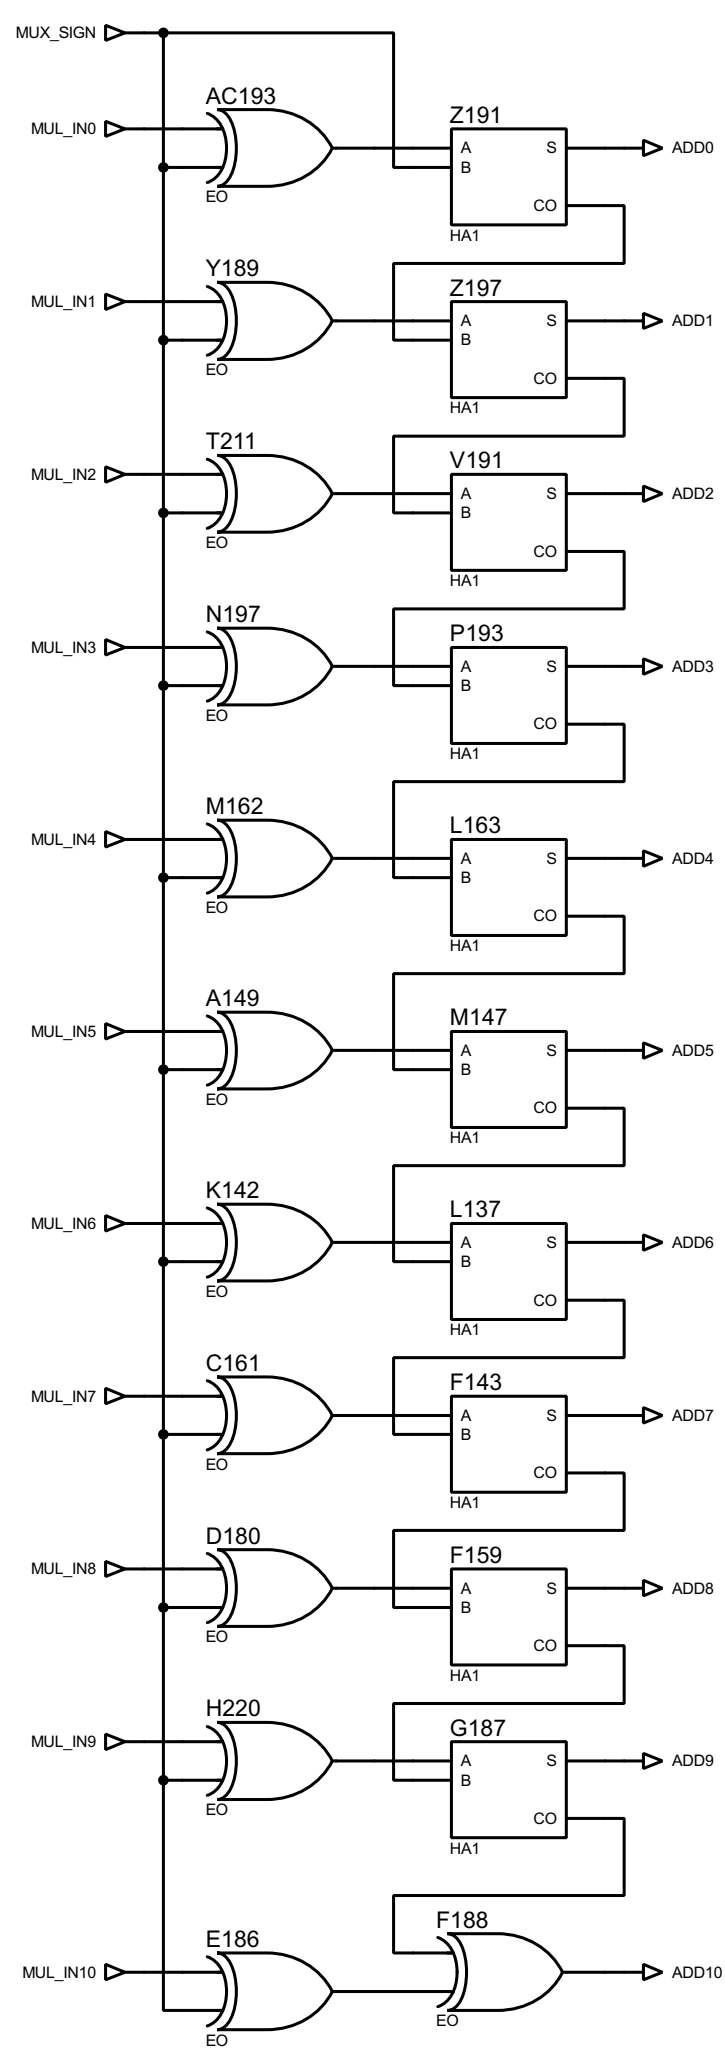 MUX_SIGN
AC193
MUL_IN0
EO
Z191
A
B
S
CO
HA1
ADD0
Y189
MUL_IN1
EO
Z197
A
B
S
CO
HA1
ADD1
T211
MUL_IN2
EO
V191
A
B
S
CO
HA1
ADD2
N197
MUL_IN3
EO
P193
A
B
S
CO
HA1
ADD3
M162
MUL_IN4
EO
L163
A
B
S
CO
HA1
ADD4
A149
MUL_IN5
EO
M147
A
B
S
CO
HA1
ADD5
K142
MUL_IN6
EO
L137
A
B
S
CO
HA1
ADD6
C161
MUL_IN7
EO
F143
A
B
S
CO
HA1
ADD7
D180
MUL_IN8
EO
F159
A
B
S
CO
HA1
ADD8
H220
MUL_IN9
EO
G187
A
B
S
CO
HA1
ADD9
E186
MUL_IN10
EO
F188
EO
ADD10